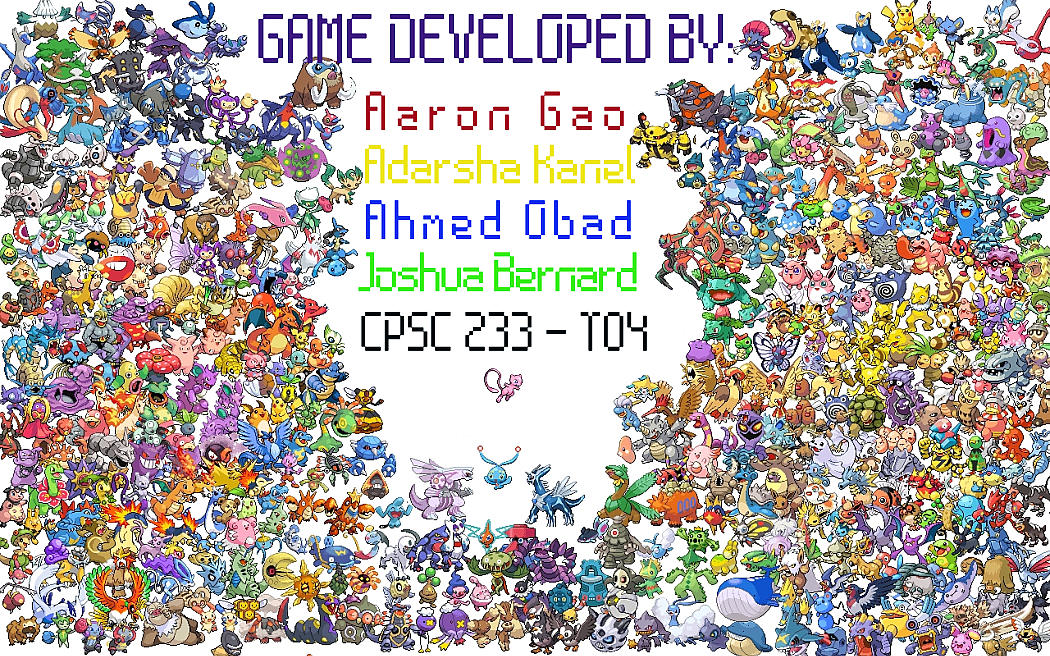 GAME DEVELOPED BY:
Aaron Gao
Adarsha Kanel
Ahmed Obad
Joshua Bernard
CPSC 233 - T04